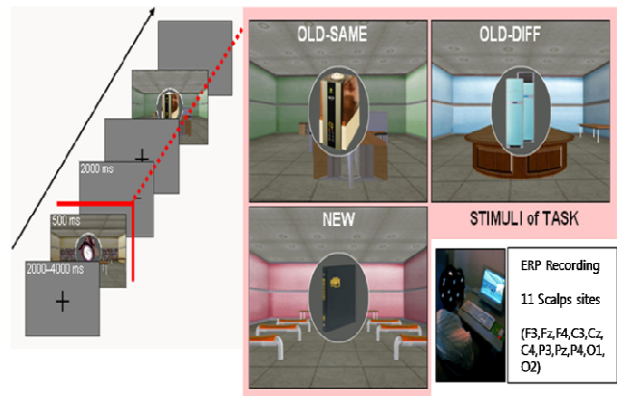 OLD-SAME
OLD-DIFF
2000 ms
500 ms
2000-4000 ms
NEW
STIMULI of TASK
ERP Recording
11 Scalps sites
(F3,Fz,F4,C3,Cz,
C4,P3,Pz,P4,O1,
O2)